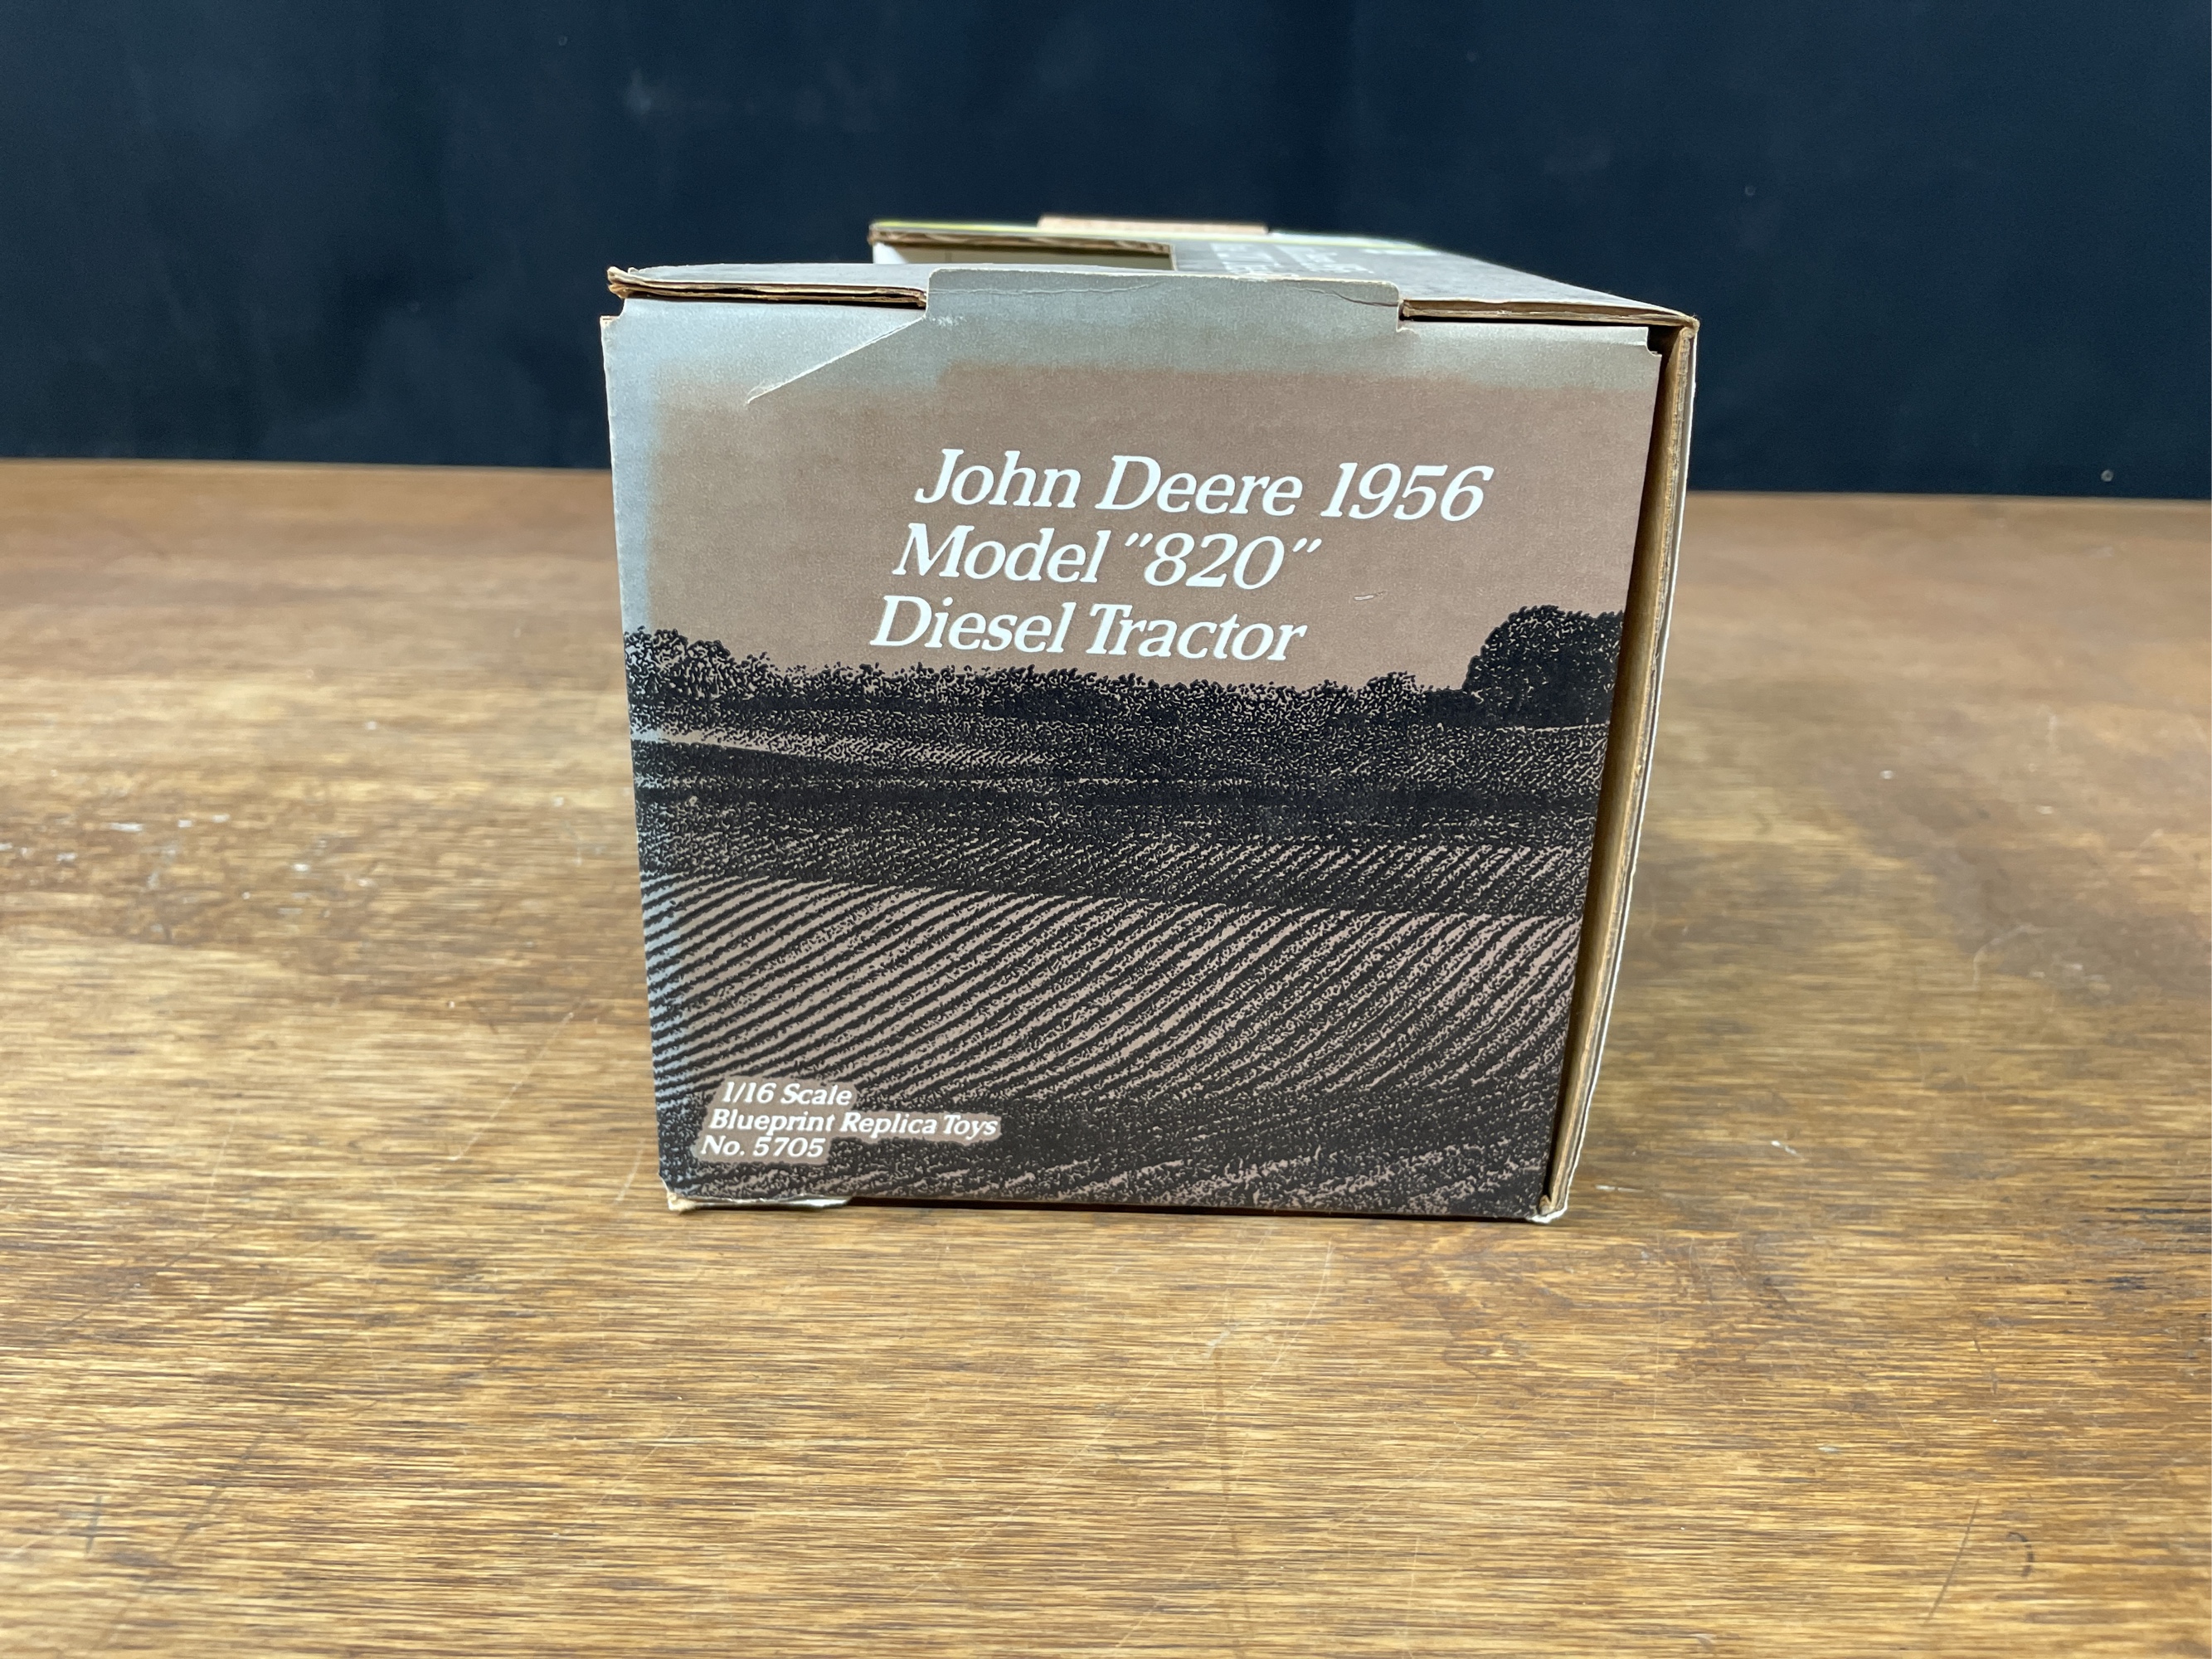 John Deere 1956
Model "820"
Diesel Tractor
1/16 Scale
Blueprint Replica Toys
No. 5705